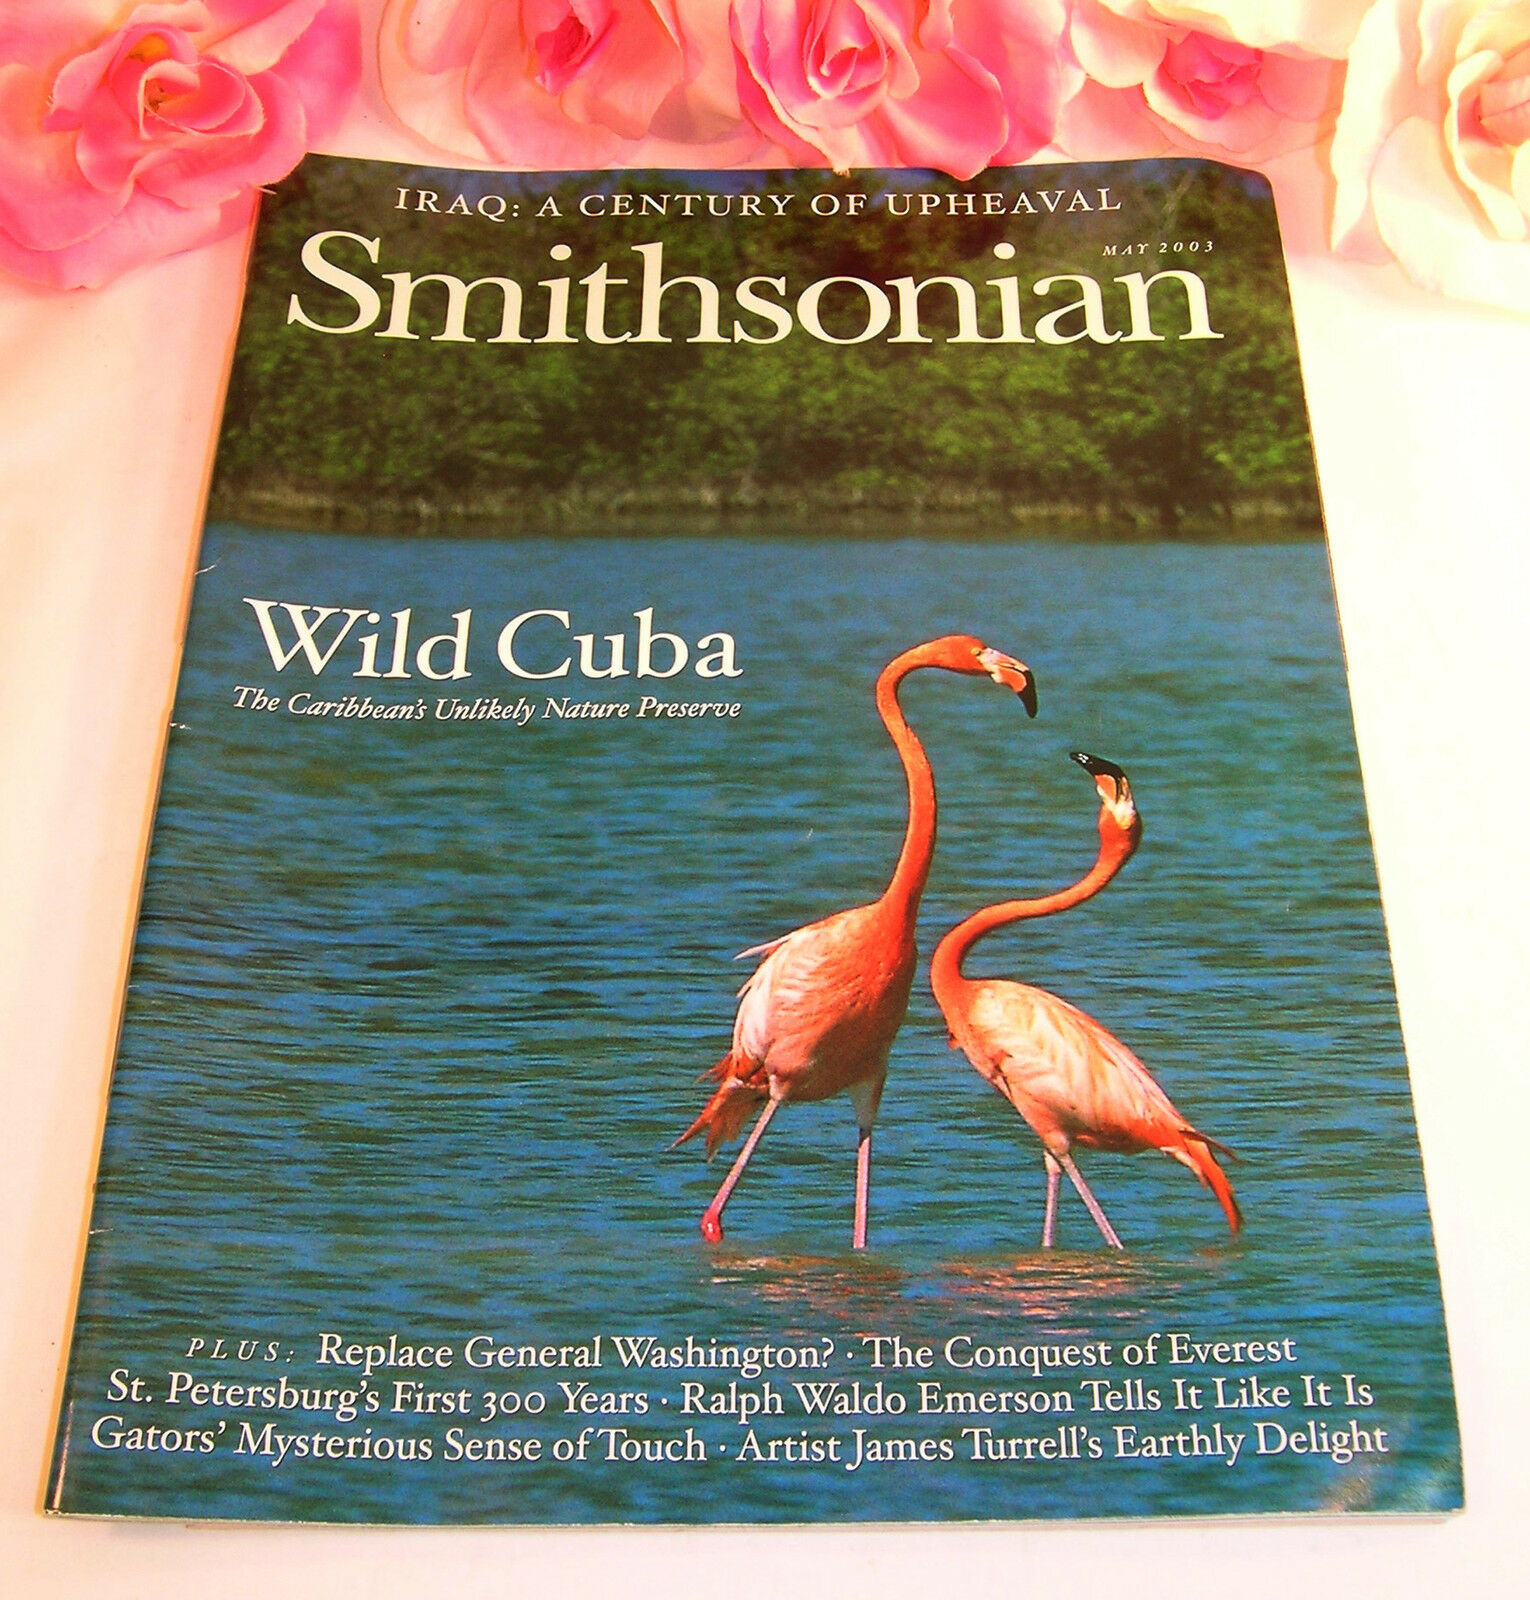 IRAQ: A CENTURY OF UPHEAVAL
MAY 2003
Smithsonian
Wild Cuba
The Caribbean's Unlikely Nature Preserve
PLUS: Replace General Washington? · The Conquest of Everest
St. Petersburg's First 300 Years · Ralph Waldo Emerson Tells It Like It Is
Gators' Mysterious Sense of Touch · Artist James Turrell's Earthly Delight